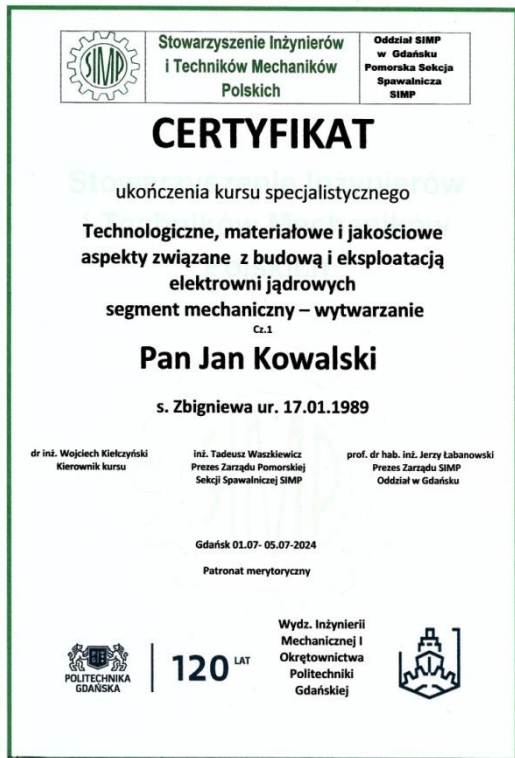 SIMP
Stowarzyszenie Inżynierów
i Techników Mechaników
Polskich
Oddział SIMP
w Gdańsku
Pomorska Sekcja
Spawalnicza
SIMP
CERTYFIKAT
ukończenia kursu specjalistycznego
Technologiczne, materiałowe i jakościowe
aspekty związane z budową i eksploatacją
elektrowni jądrowych
segment mechaniczny – wytwarzanie
Cz.1
Pan Jan Kowalski
s. Zbigniewa ur. 17.01.1989
dr inż. Wojciech Kiełczyński
Kierownik kursu
inż. Tadeusz Waszkiewicz
Prezes Zarządu Pomorskiej
Sekcji Spawalniczej SIMP
prof. dr hab. inż. Jerzy Łabanowski
Prezes Zarządu SIMP
Oddział w Gdańsku
Gdańsk 01.07- 05.07-2024
Patronat merytoryczny
POLITECHNIKA
GDAŃSKA
120 LAT
Wydz. Inżynierii
Mechanicznej I
Okrętownictwa
Politechniki
Gdańskiej